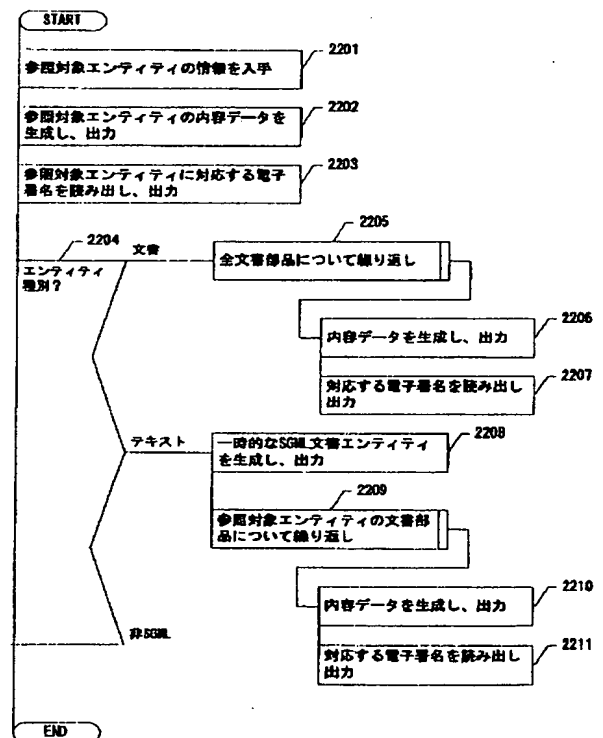 START
2201
参照対象エンティティの情報を入手
2202
参照対象エンティティの内容データを
生成し、出力
2203
参照対象エンティティに対応する電子
署名を読み出し、出力
2204
文書
エンティティ
種別?
2205
全文書部品について繰り返し
2206
内容データを生成し、出力
2207
対応する電子署名を読み出し
出力
テキスト
2208
一時的なSGML文書エンティティ
を生成し、出力
2209
参照対象エンティティの文書部
品について繰り返し
2210
内容データを生成し、出力
2211
対応する電子署名を読み出し
出力
非SGML
END